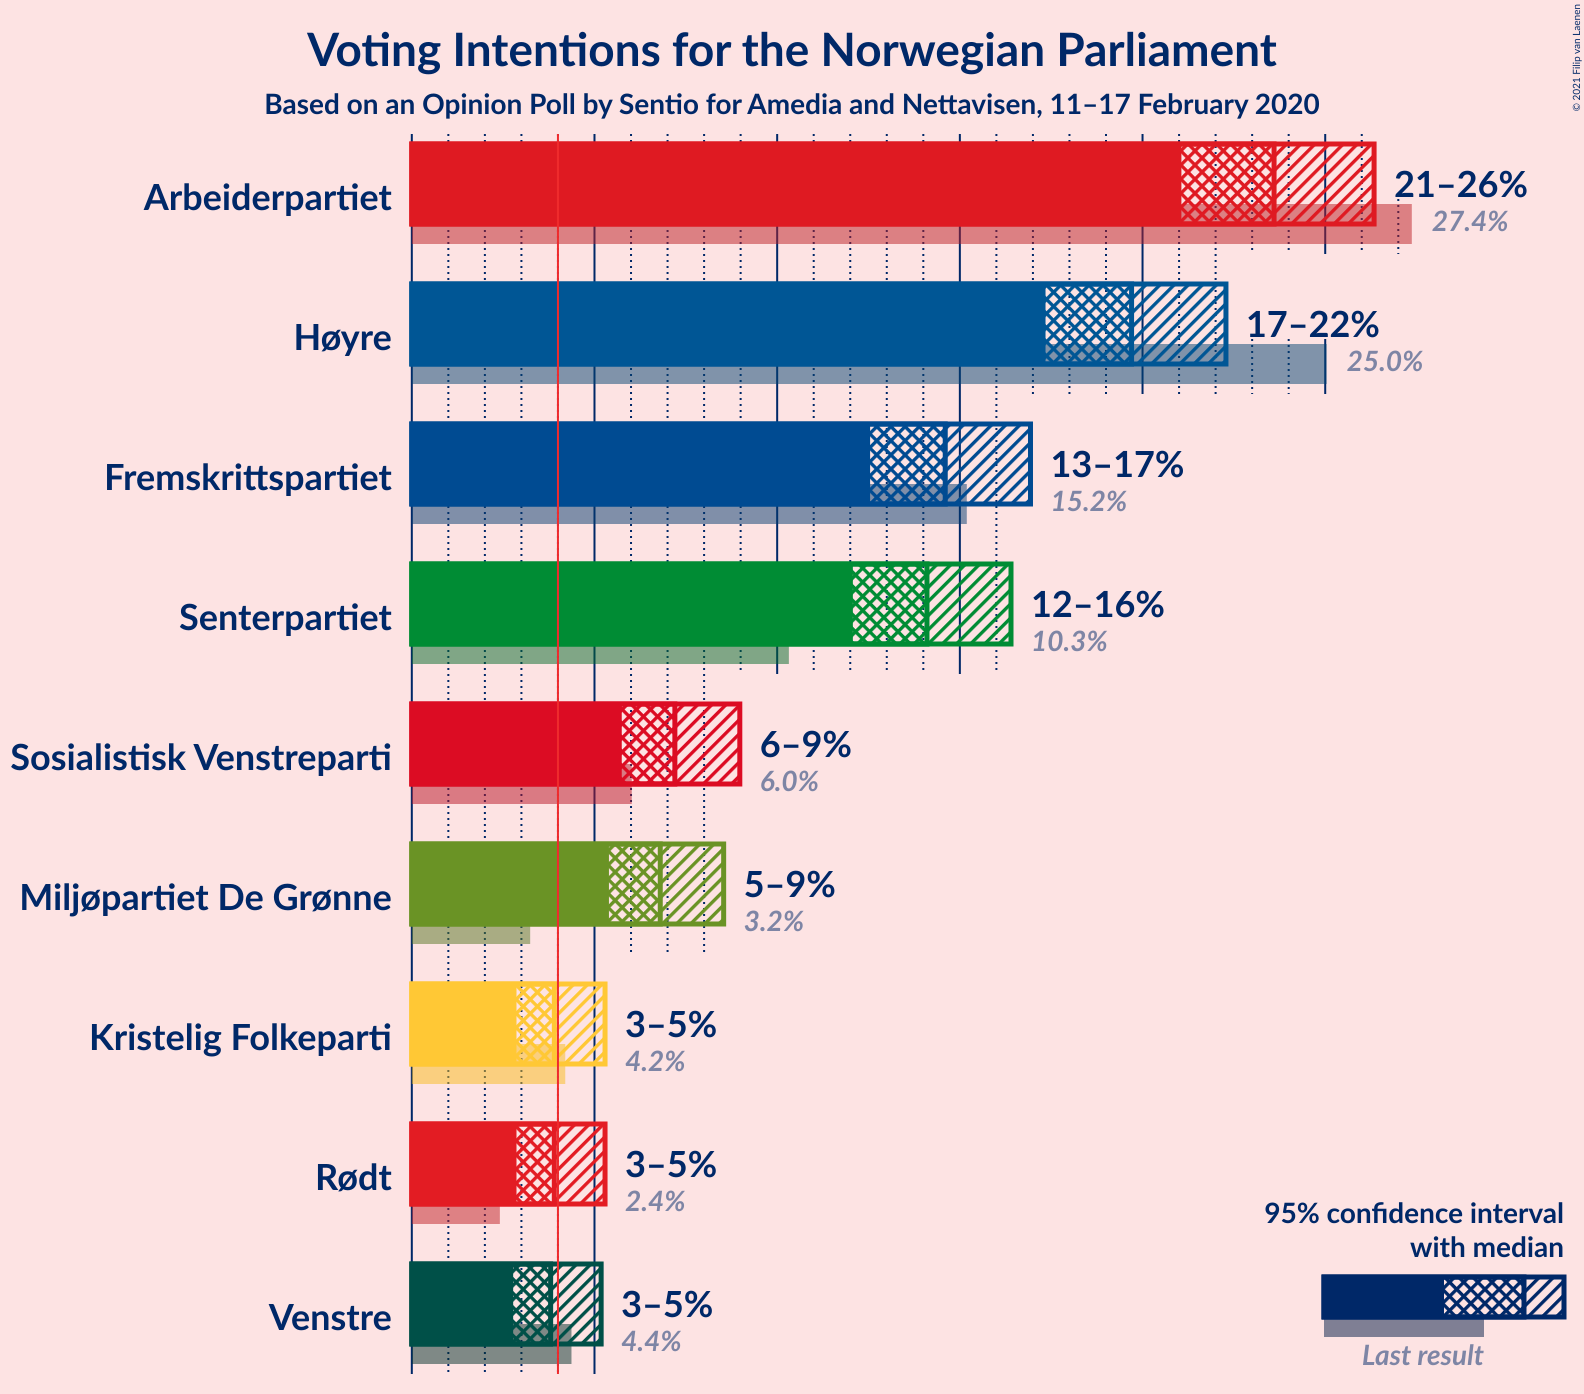 Voting Intentions for the Norwegian Parliament
Based on an Opinion Poll by Sentio for Amedia and Nettavisen, 11–17 February 2020
© 2021 Filip van Laenen
Arbeiderpartiet
21–26%
27.4%
Høyre
17–22%
25.0%
Fremskrittspartiet
13–17%
15.2%
Senterpartiet
12–16%
10.3%
Sosialistisk Venstreparti
6–9%
6.0%
Miljøpartiet De Grønne
5–9%
3.2%
Kristelig Folkeparti
3–5%
4.2%
Rødt
3–5%
2.4%
Venstre
3–5%
4.4%
95% confidence interval
with median
Last result